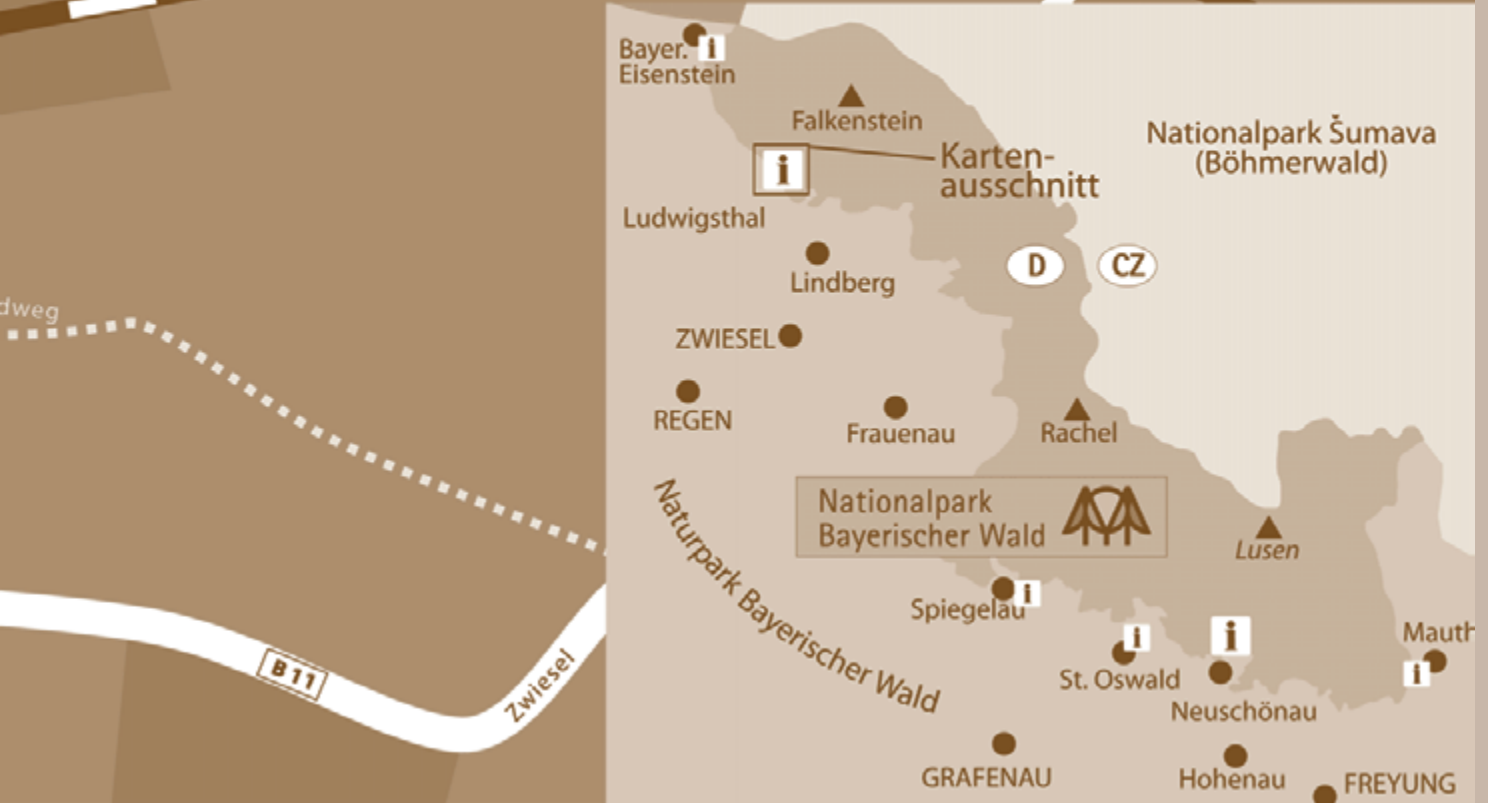 Bayer.
Eisenstein
i
Falkenstein
Nationalpark Šumava
(Böhmerwald)
Karten-
ausschnitt
i
Ludwigsthal
D
CZ
Lindberg
dweg
ZWIESEL
REGEN
Frauenau
Rachel
Nationalpark
Bayerischer Wald
Naturpark Bayerischer Wald
Lusen
Spiegelau
i
i
i
Mauth
i
B 11
Zwiesel
St. Oswald
Neuschönau
GRAFENAU
Hohenau
FREYUNG